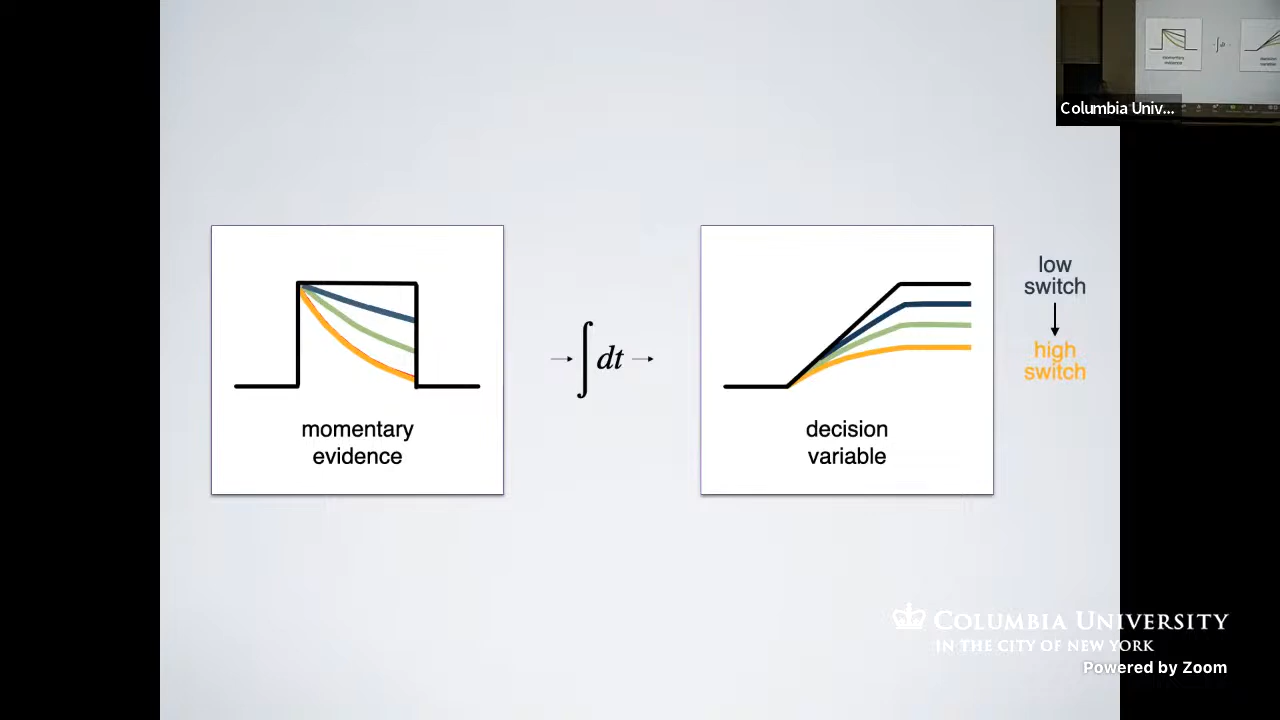 Columbia Univ...
low
switch
high
switch
∫ dt
momentary
evidence
decision
variable
COLUMBIA UNIVERSITY
IN THE CITY OF NEW YORK
Powered by Zoom